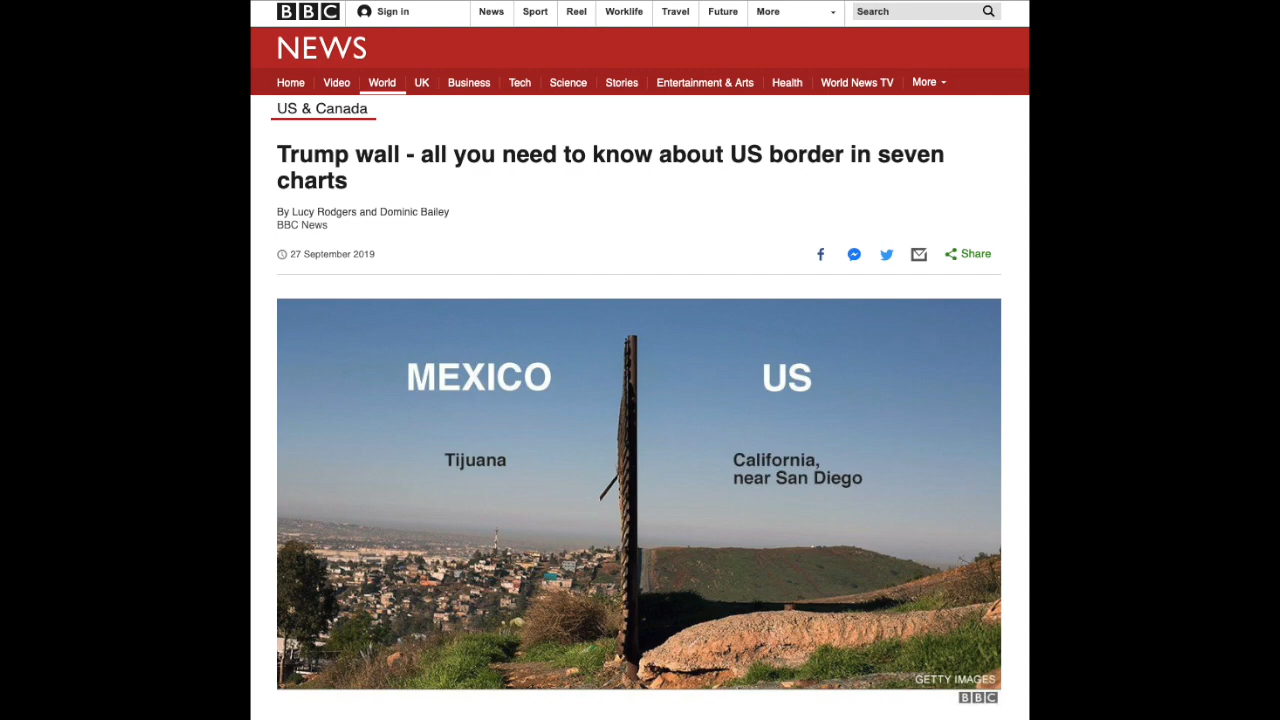 BBC Sign in News Sport Reel Worklife Travel Future More Search
NEWS
Home Video World UK Business Tech Science Stories Entertainment & Arts Health World News TV More
US & Canada
Trump wall - all you need to know about US border in seven
charts
By Lucy Rodgers and Dominic Bailey
BBC News
27 September 2019 Share
MEXICO US
Tijuana California,
near San Diego
GETTY IMAGES
BBC